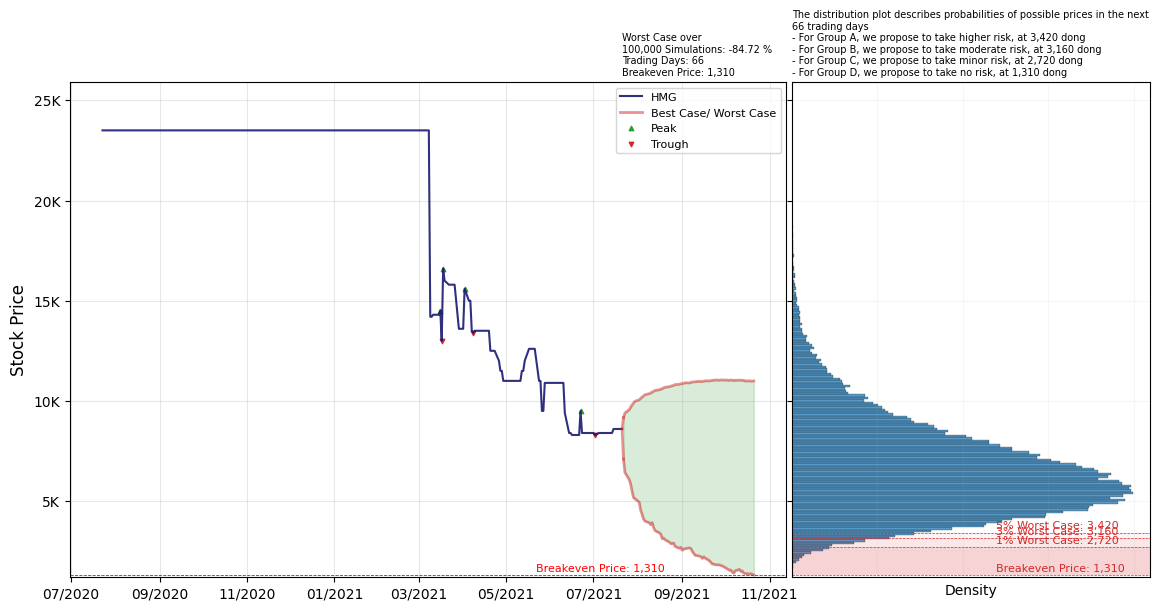 The distribution plot describes probabilities of possible prices in the next
66 trading days
- For Group A, we propose to take higher risk, at 3,420 dong
- For Group B, we propose to take moderate risk, at 3,160 dong
- For Group C, we propose to take minor risk, at 2,720 dong
- For Group D, we propose to take no risk, at 1,310 dong
Worst Case over
100,000 Simulations: -84.72 %
Trading Days: 66
Breakeven Price: 1,310
HMG
Best Case/ Worst Case
Peak
Trough
Stock Price
25K
20K
15K
10K
5K
Breakeven Price: 1,310
07/2020
09/2020
11/2020
01/2021
03/2021
05/2021
07/2021
09/2021
11/2021
5% Worst Case: 3,420
3% Worst Case: 3,160
1% Worst Case: 2,720
Breakeven Price: 1,310
Density